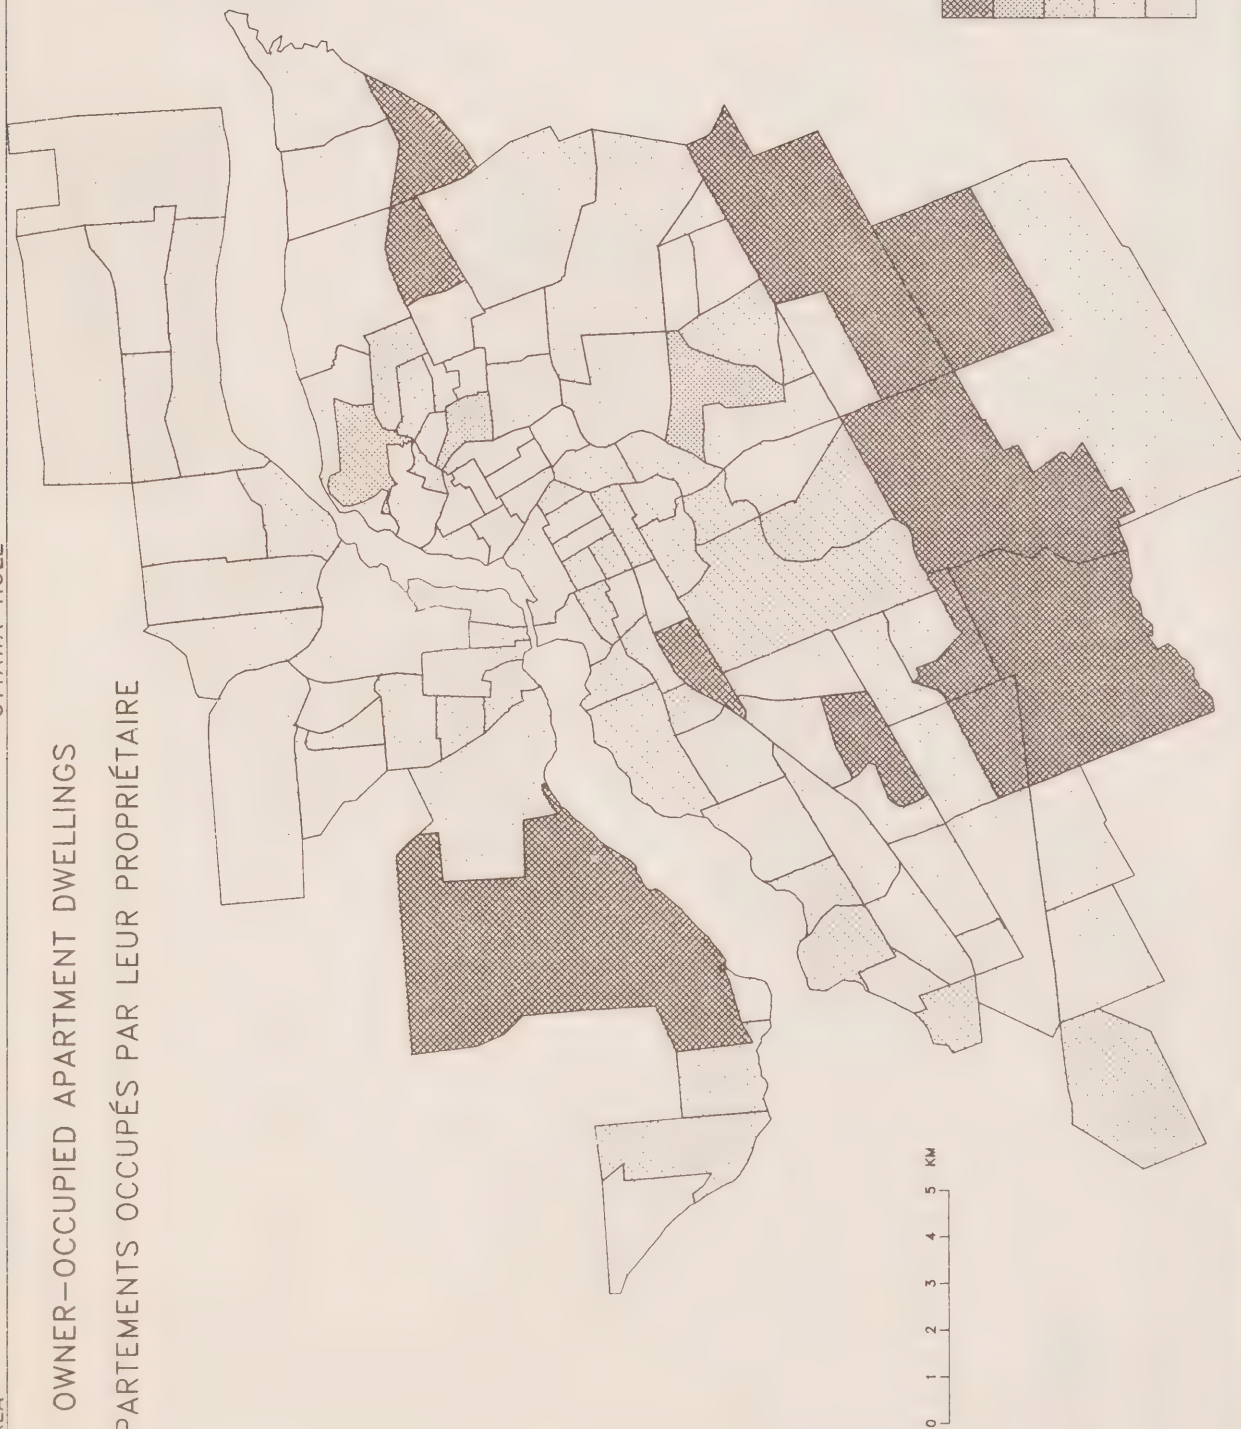 OWNER-OCCUPIED APARTMENT DWELLINGS
PARTEMENTS OCCUPÉS PAR LEUR PROPRIÉTAIRE
0 1 2 3 4 5 KM